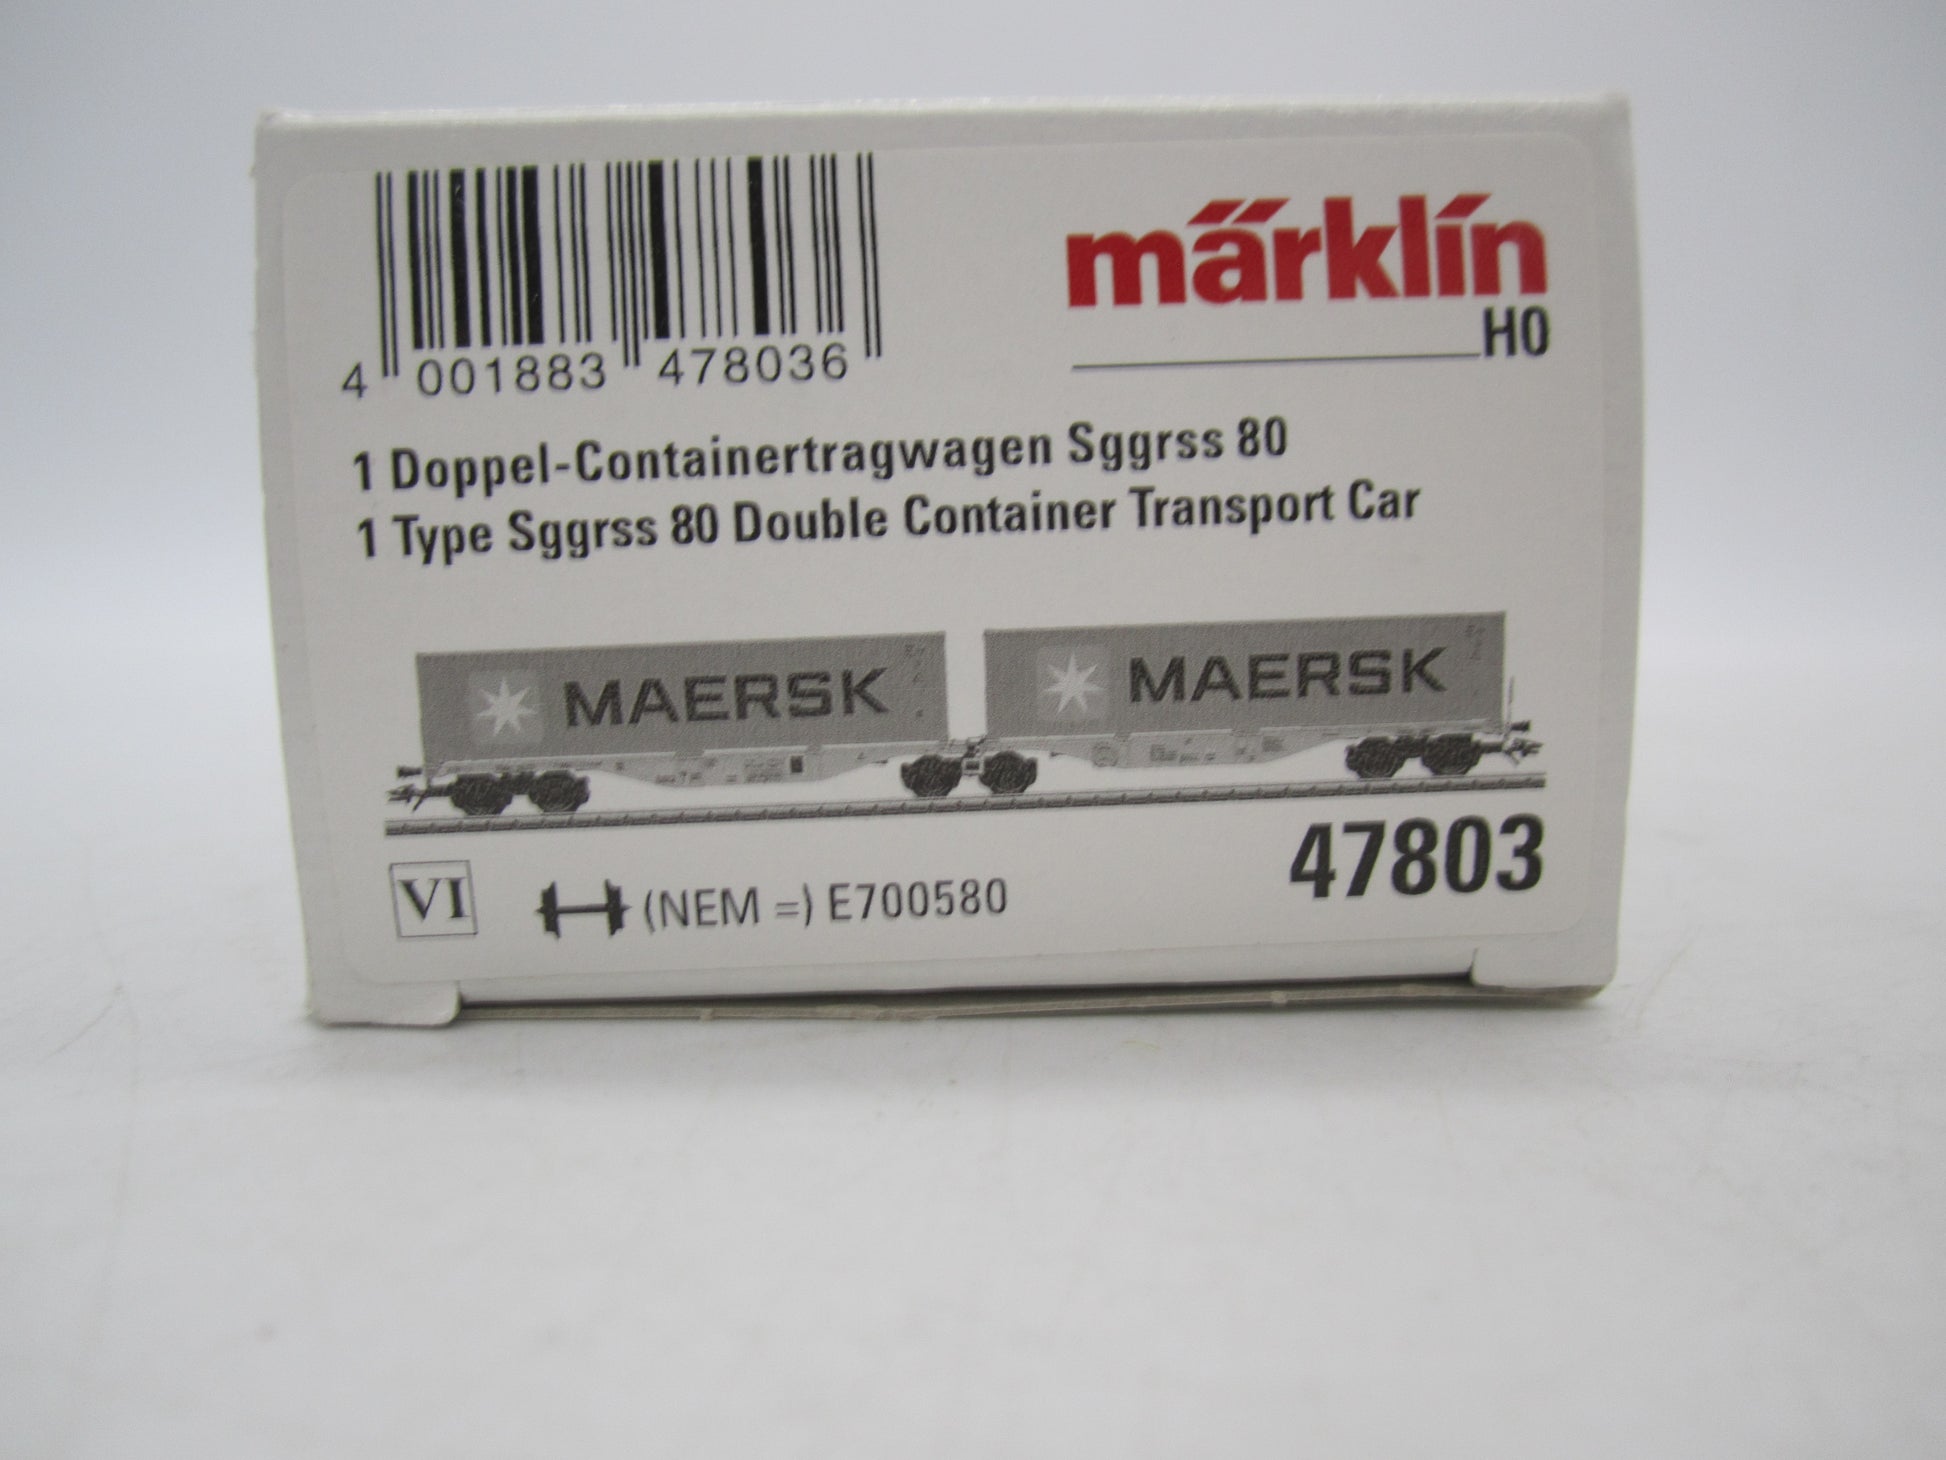 4 001883 478036
märklín
H0
1 Doppel-Containertragwagen Sggrss 80
1 Type Sggrss 80 Double Container Transport Car
MAERSK MAERSK
47803
VI (NEM =) E700580